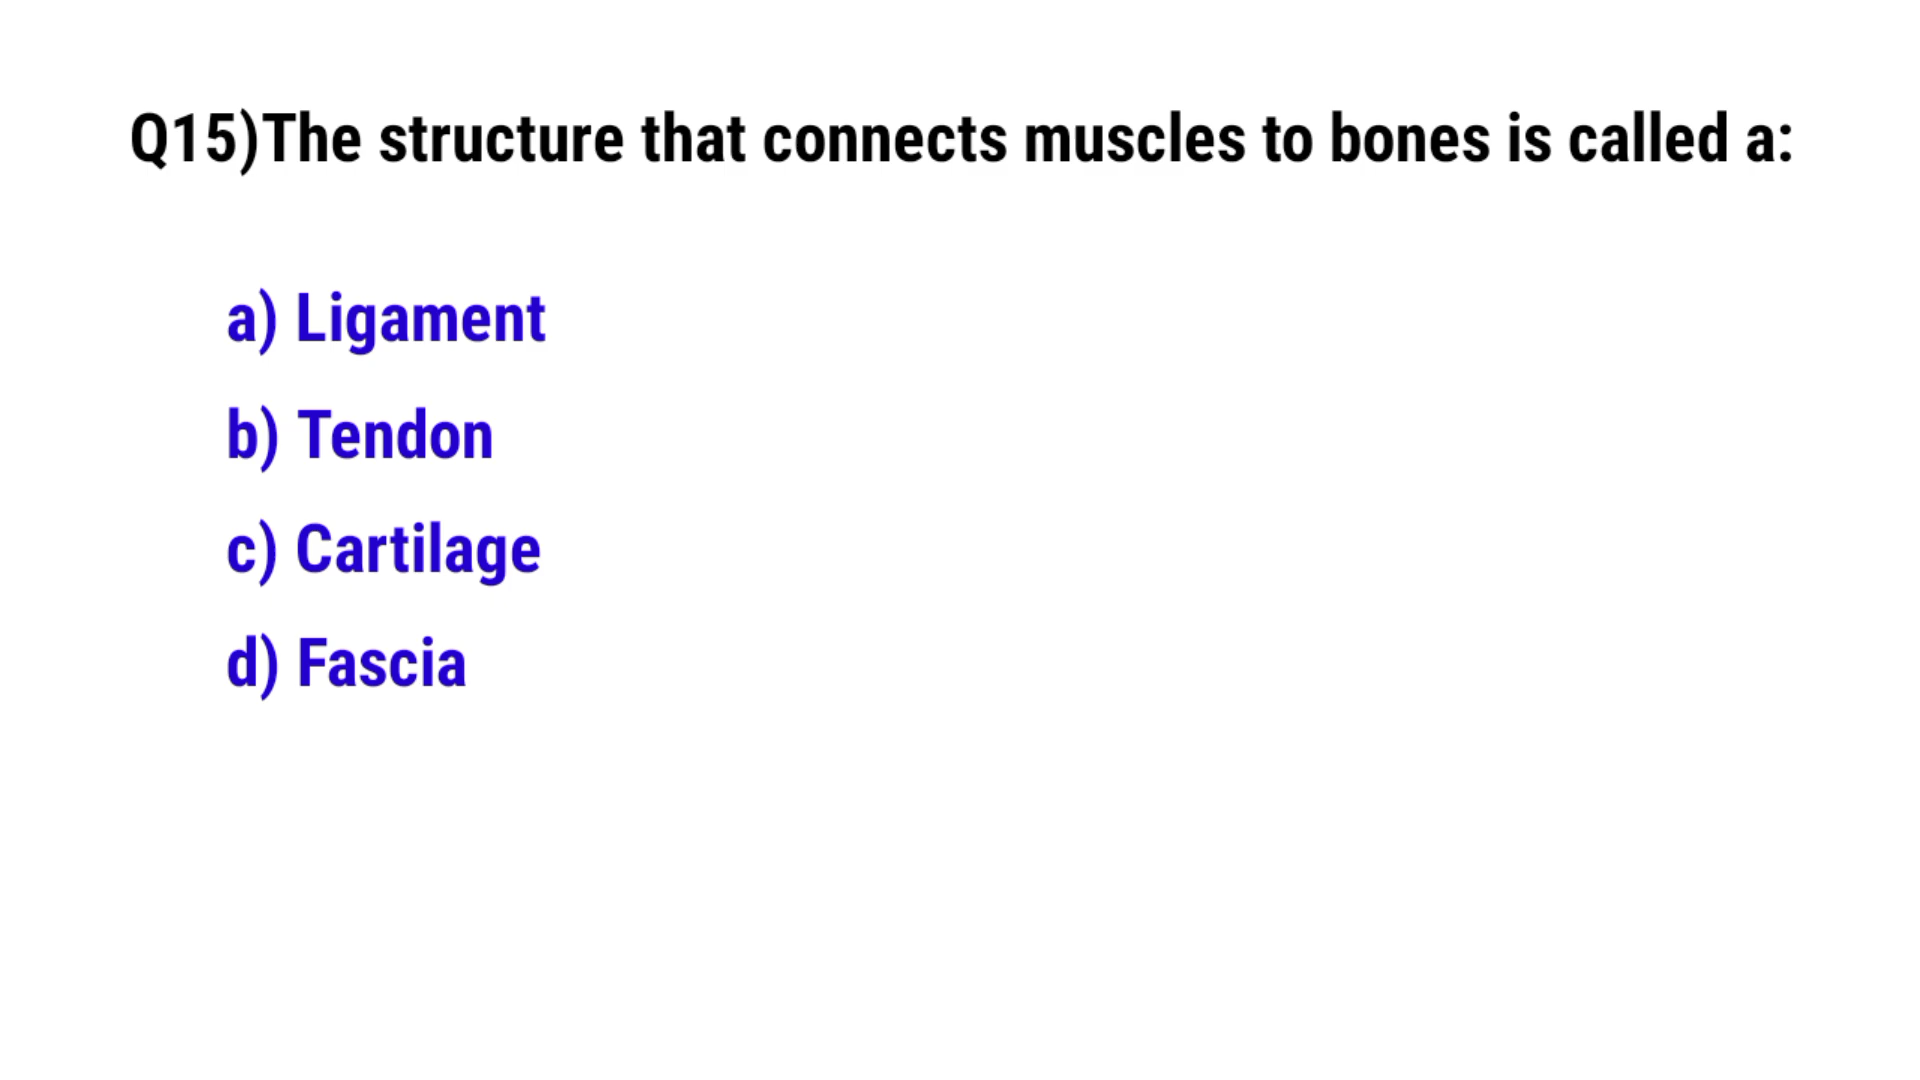 Q15)The structure that connects muscles to bones is called a:
a) Ligament
b) Tendon
c) Cartilage
d) Fascia